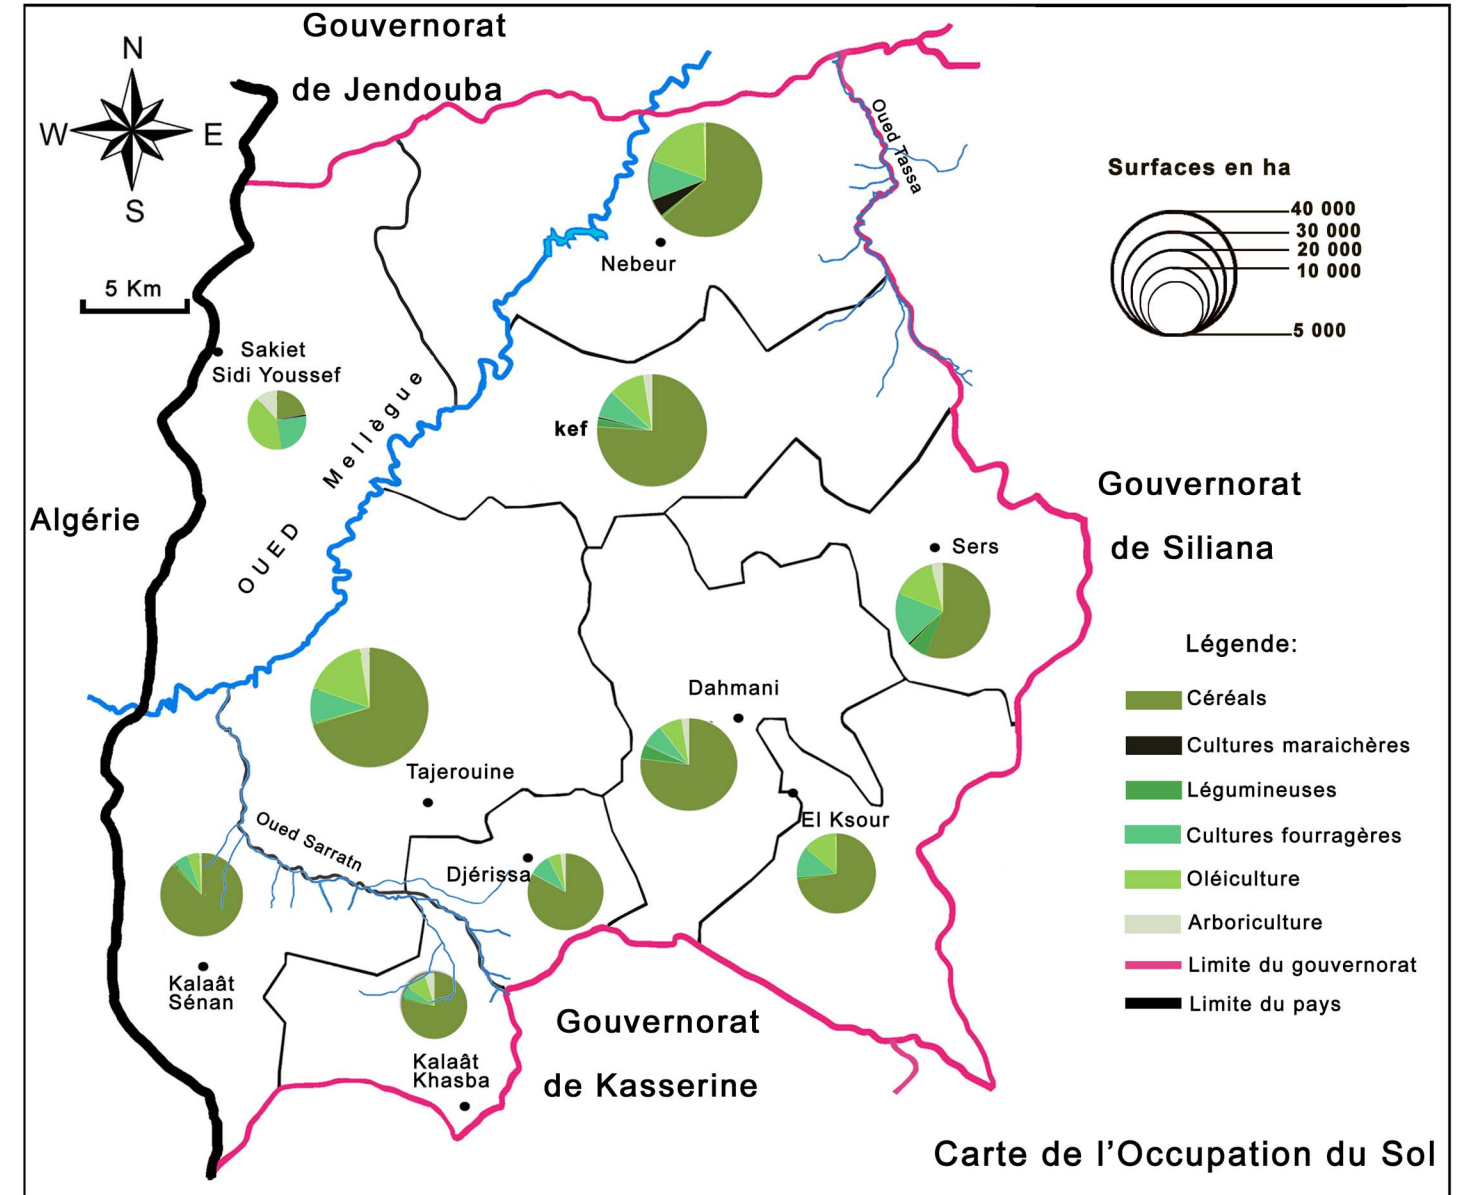 Gouvernorat
de Jendouba
N
W
E
S
5 Km
Oued Tassa
Surfaces en ha
40 000
30 000
20 000
10 000
5 000
Nebeur
Sakiet
Sidi Youssef
OUED Mellègue
kef
Algérie
Gouvernorat
de Siliana
Sers
Dahmani
Tajerouine
El Ksour
Oued Sarratn
Djérissa
Kalaât
Sénan
Kalaât
Khasba
Gouvernorat
de Kasserine
Légende:
Céréals
Cultures maraichères
Légumineuses
Cultures fourragères
Oléiculture
Arboriculture
Limite du gouvernorat
Limite du pays
Carte de l'Occupation du Sol